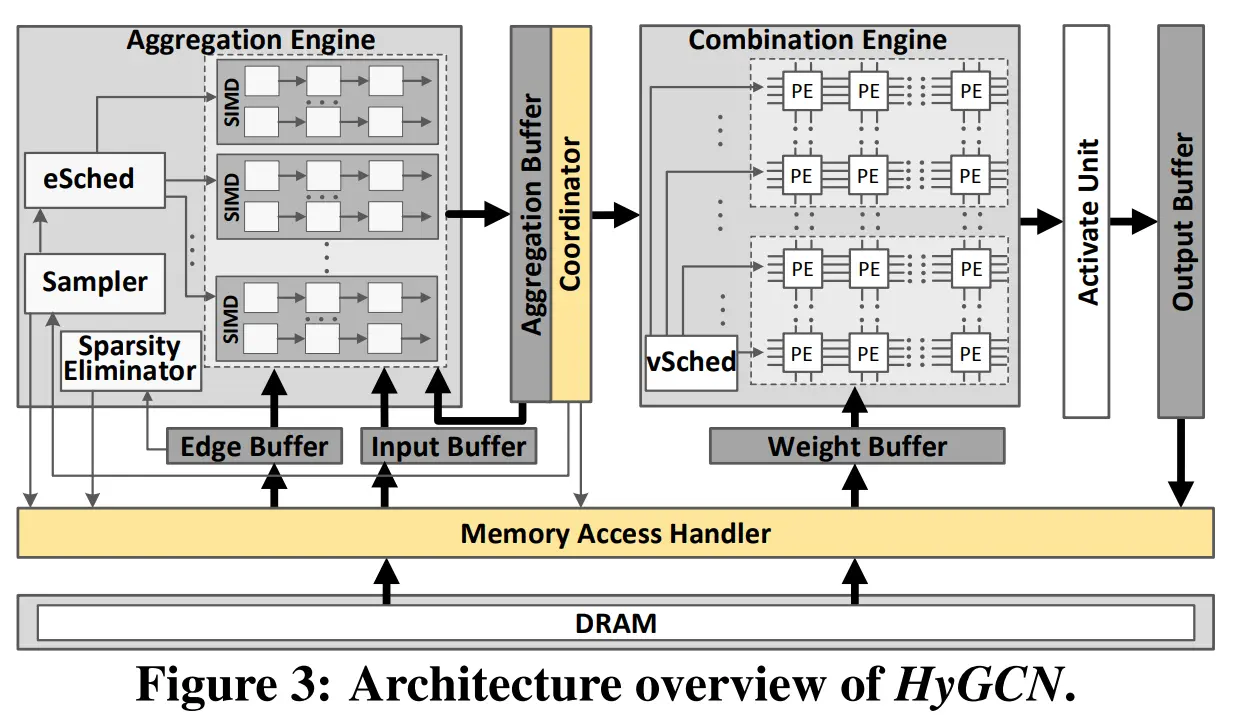 Aggregation Engine
SIMD
SIMD
SIMD
eSched
Sampler
Sparsity
Eliminator
Edge Buffer
Input Buffer
Aggregation Buffer
Coordinator
Combination Engine
PE PE PE
PE PE PE
PE PE PE
PE PE PE
vSched
Weight Buffer
Activate Unit
Output Buffer
Memory Access Handler
DRAM
Figure 3: Architecture overview of HyGCN.